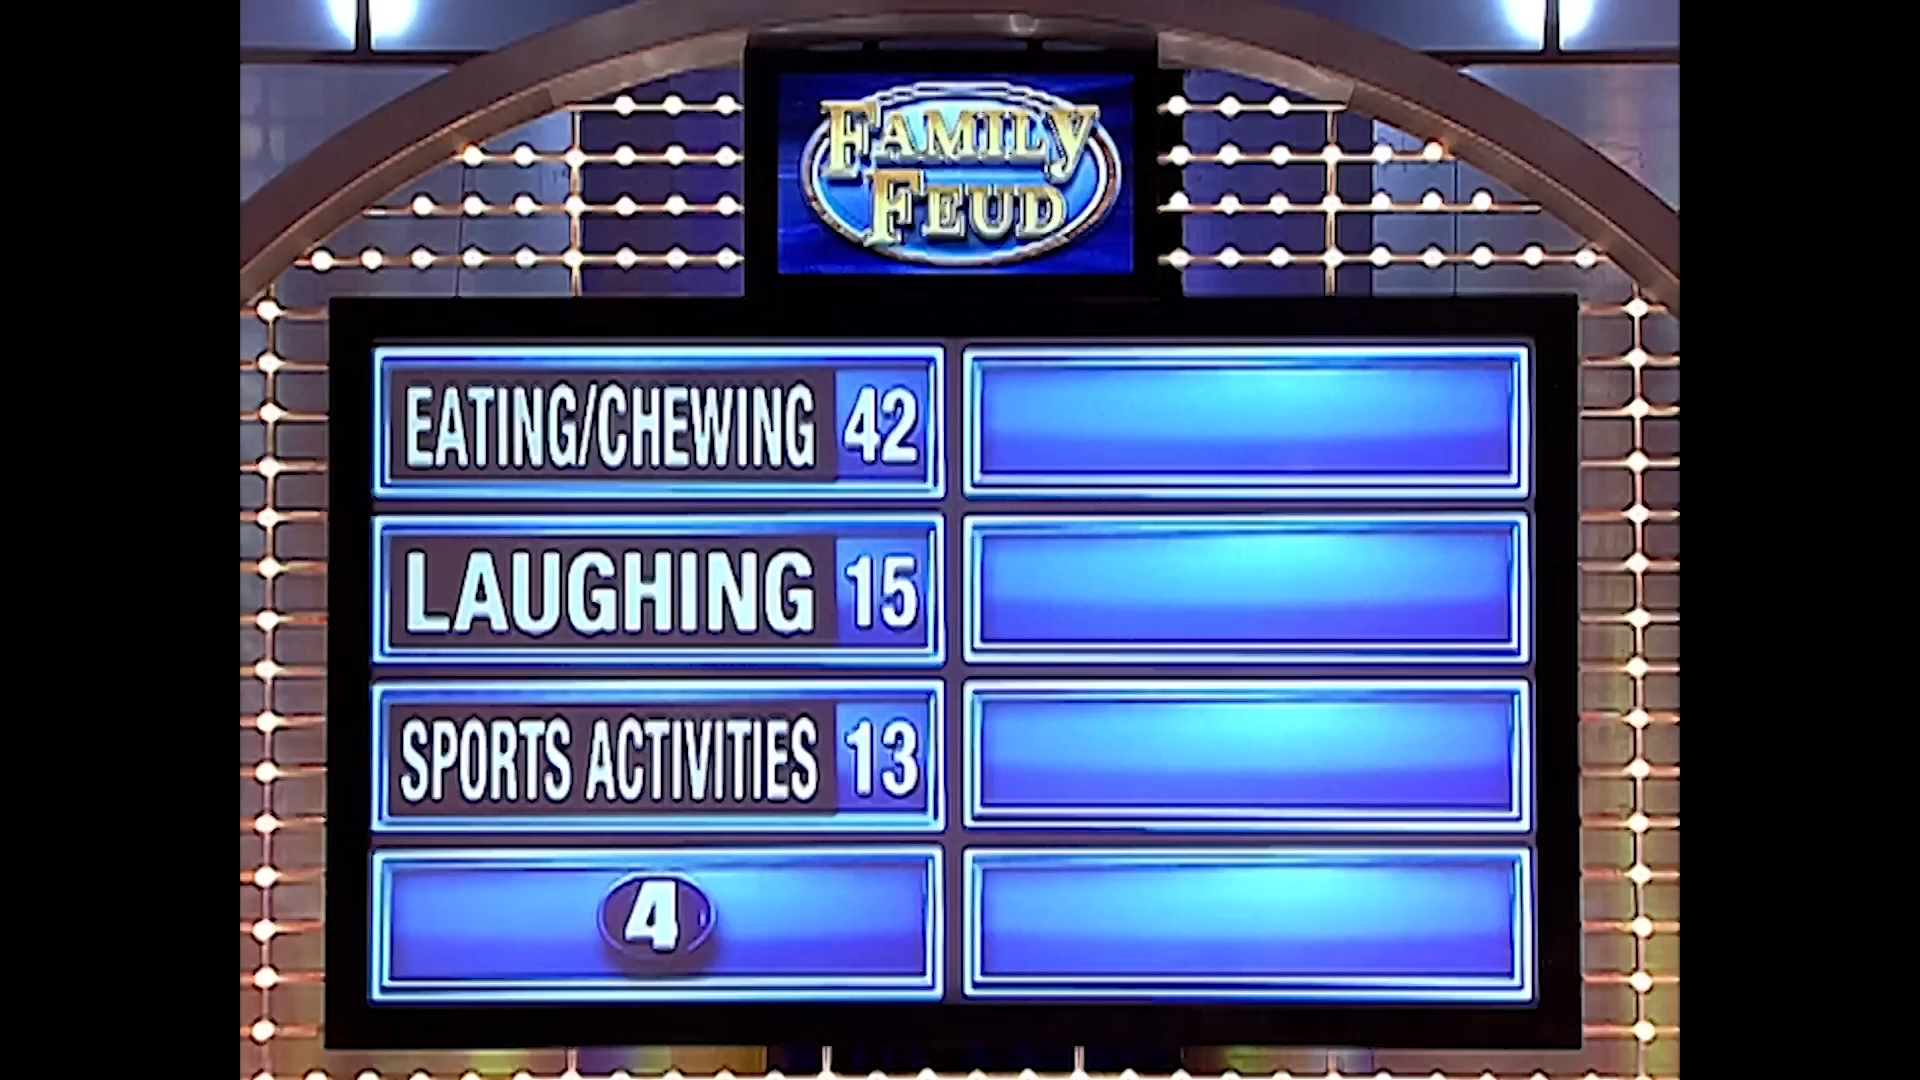 FAMILY
FEUD
EATING/CHEWING 42
LAUGHING 15
SPORTS ACTIVITIES 13
4